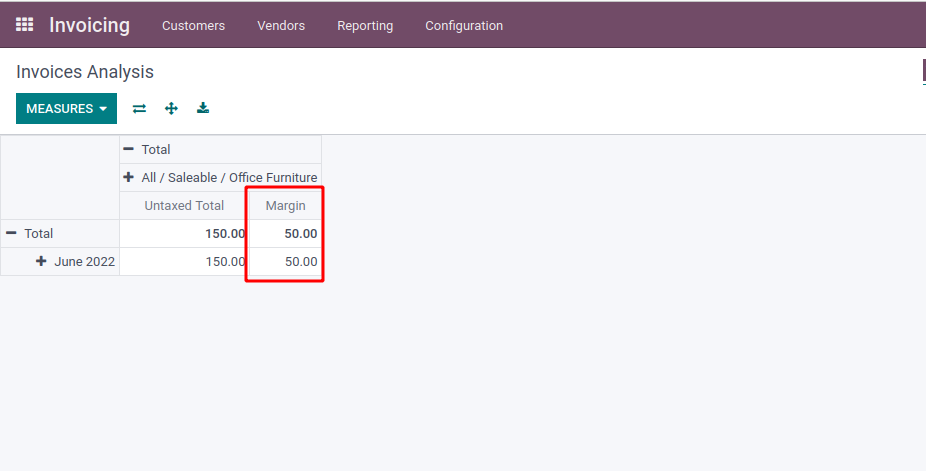 Invoicing Customers Vendors Reporting Configuration
Invoices Analysis
MEASURES
Total
All / Saleable / Office Furniture
Untaxed Total Margin
Total 150.00 50.00
June 2022 150.00 50.00